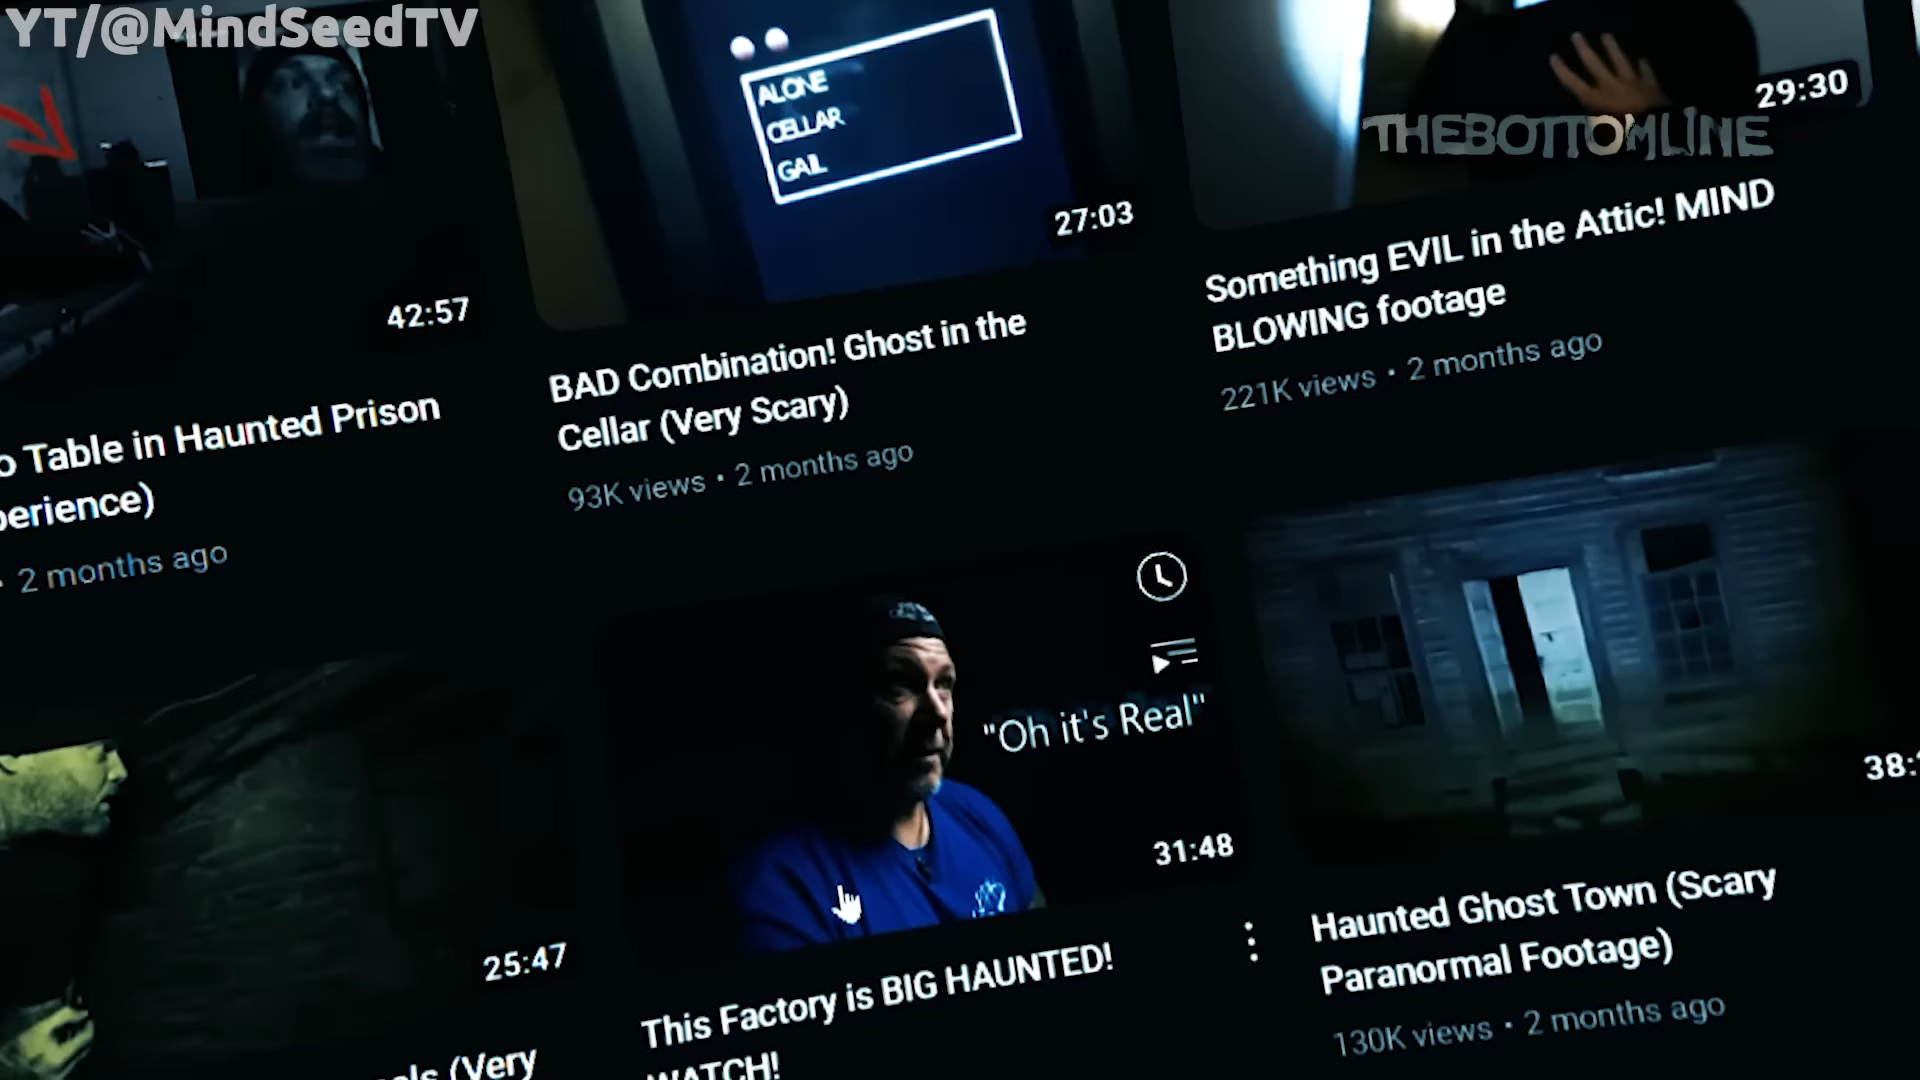 YT/@MindSeedTV
ALONE
CELLAR
GAIL
29:30
THEBOTTOMLINE
27:03
42:57
Something EVIL in the Attic! MIND
BLOWING footage
221K views • 2 months ago
BAD Combination! Ghost in the
Cellar (Very Scary)
93K views • 2 months ago
o Table in Haunted Prison
perience)
• 2 months ago
"Oh it's Real"
31:48
38:
25:47
Haunted Ghost Town (Scary
Paranormal Footage)
130K views • 2 months ago
This Factory is BIG HAUNTED!
WATCH!
als (Very